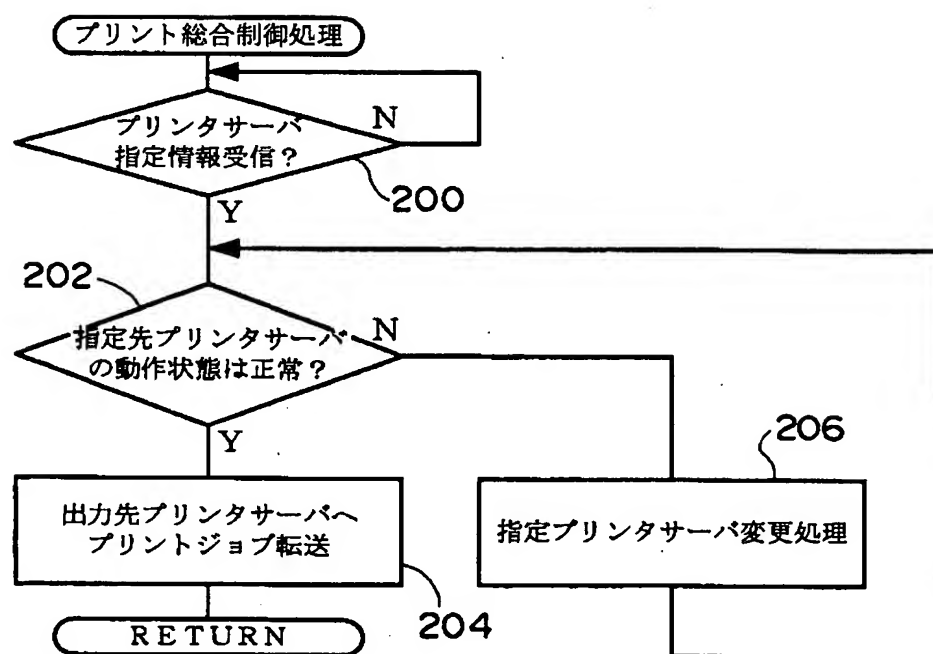 プリント総合制御処理
プリンタサーバ
指定情報受信?
N
200
Y
202
指定先プリンタサーバ
の動作状態は正常?
N
Y
206
出力先プリンタサーバへ
プリントジョブ転送
指定プリンタサーバ変更処理
204
RETURN